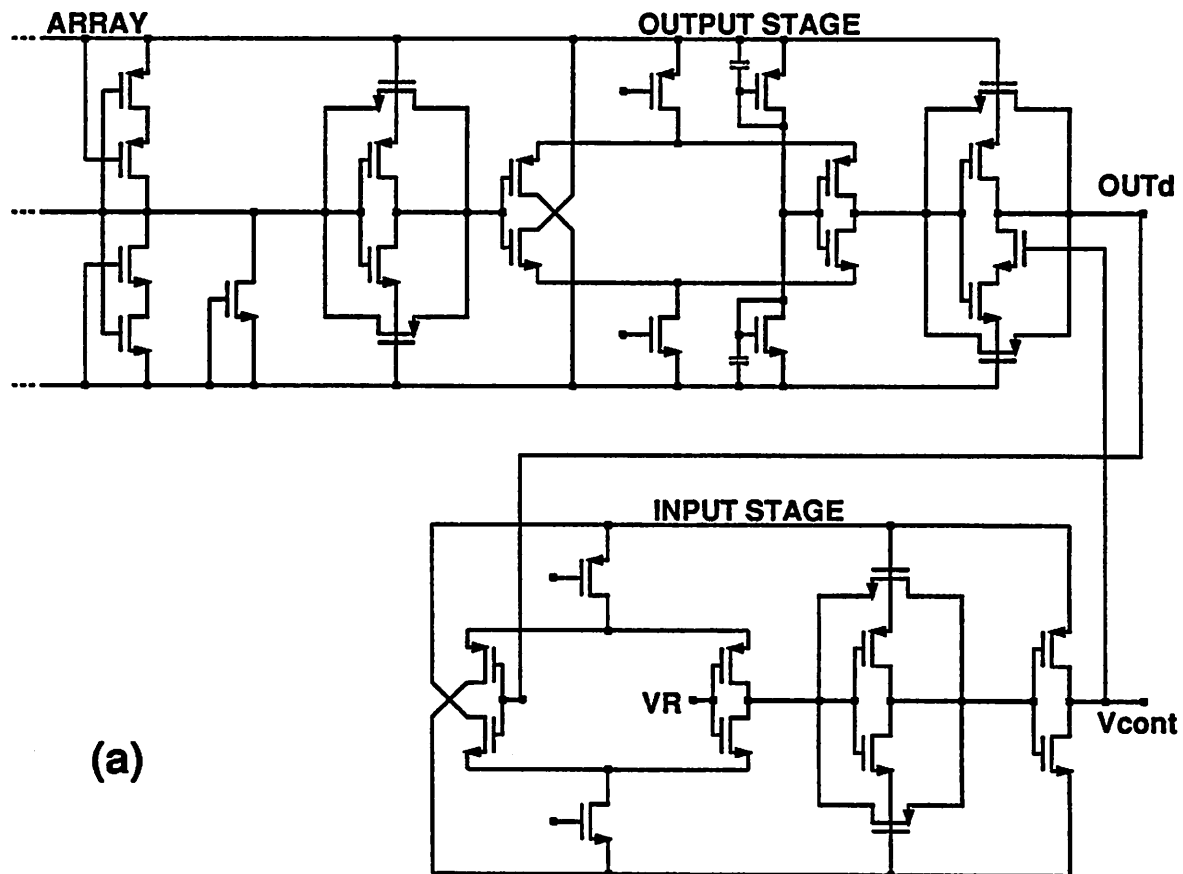 ARRAY
OUTPUT STAGE
OUTd
INPUT STAGE
VR
Vcont
(a)